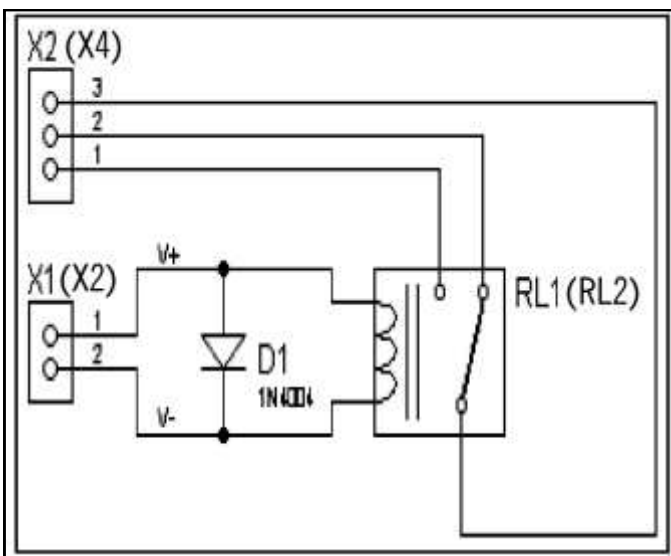 X2 (X4)
3
2
1
V+
X1 (X2)
1
2
RL1 (RL2)
D1
V-